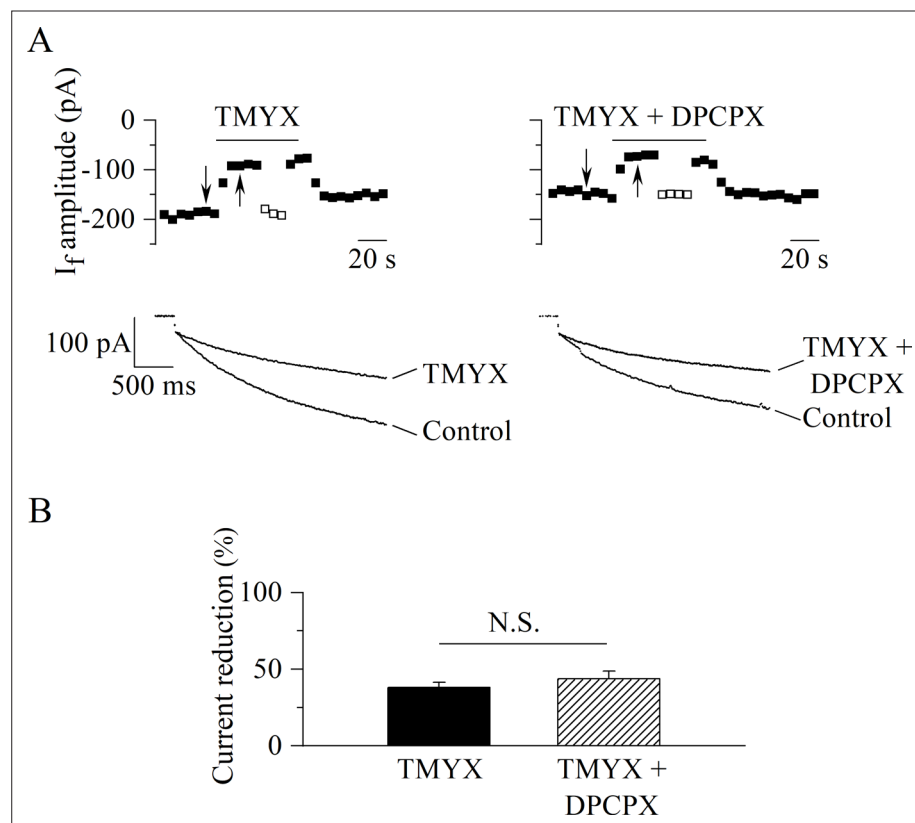 A
I_f amplitude (pA)
0
-100
-200
TMYX
20 s
TMYX + DPCPX
20 s
100 pA
500 ms
TMYX
Control
TMYX +
DPCPX
Control
B
Current reduction (%)
100
50
0
N.S.
TMYX
TMYX +
DPCPX